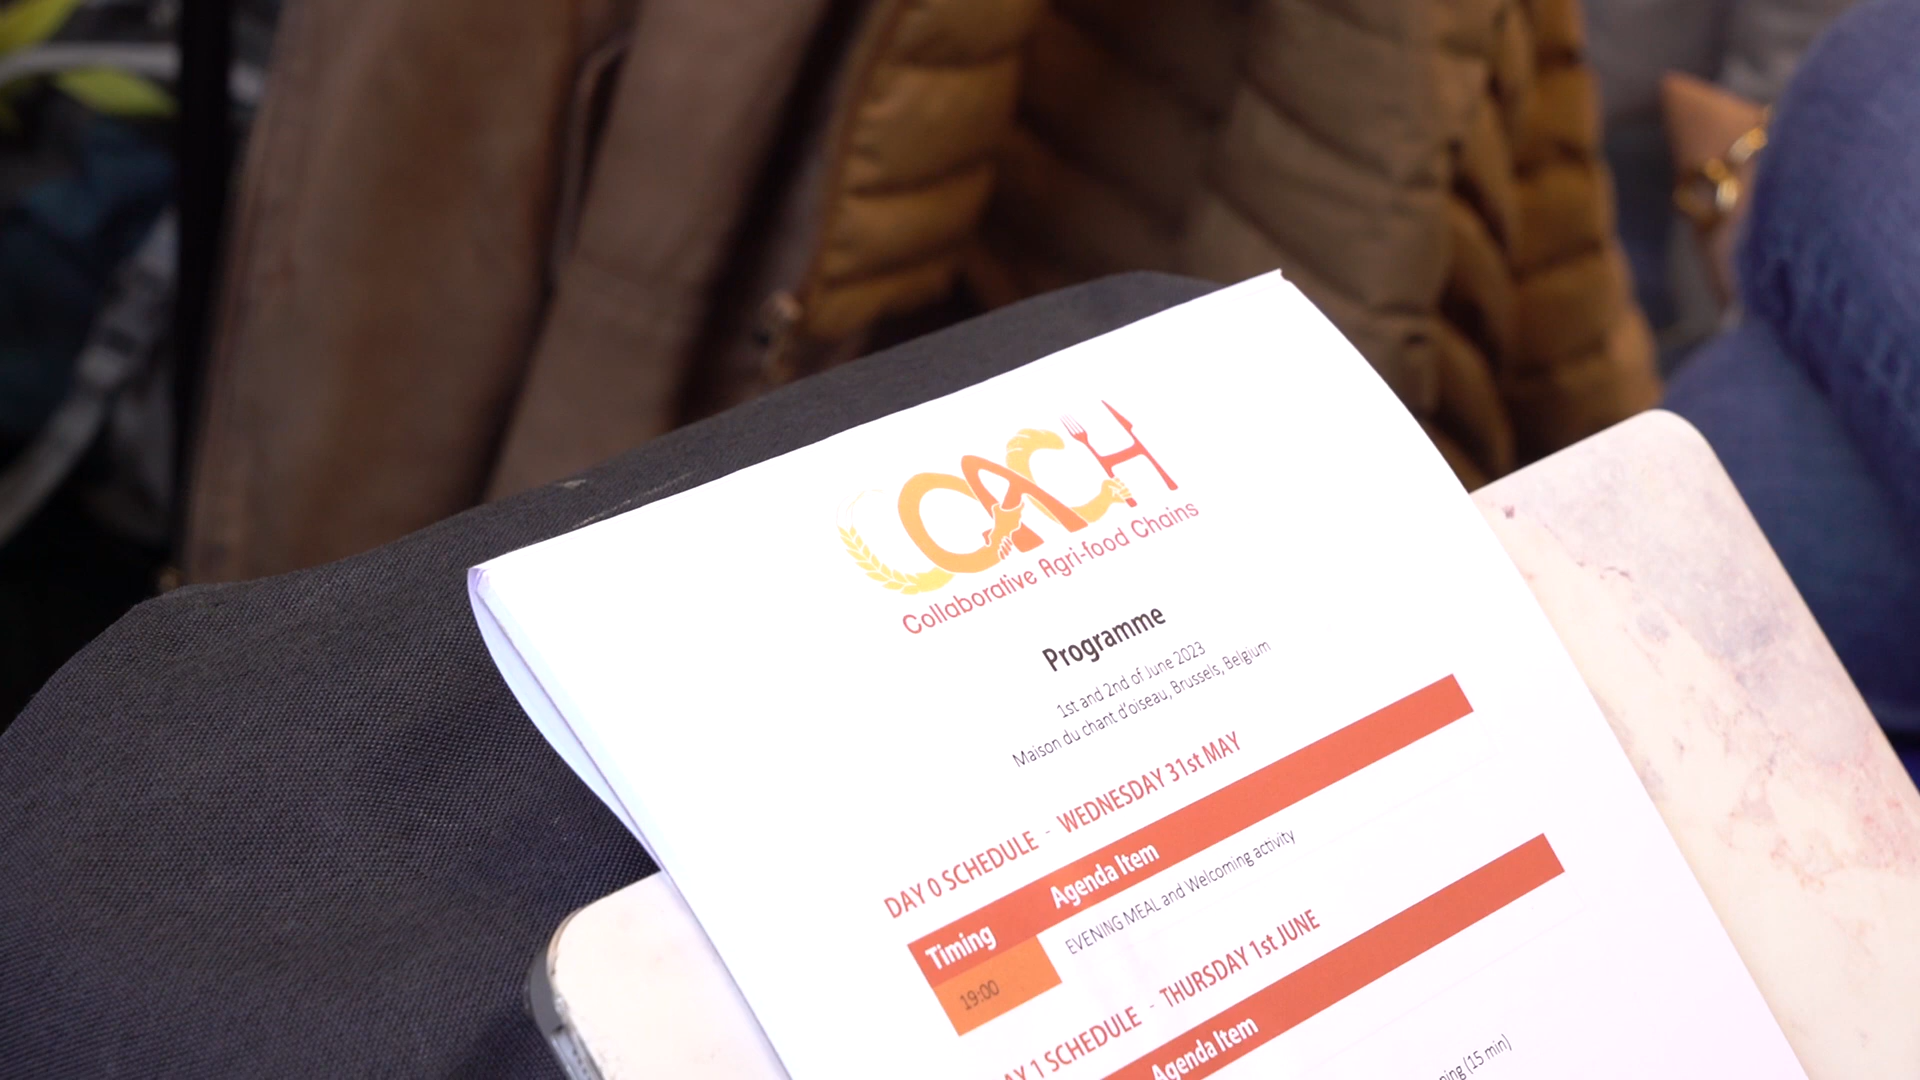 COACH
Collaborative Agri-food Chains
Programme
1st and 2nd of June 2023
Maison du chant d'oiseau, Brussels, Belgium
DAY 0 SCHEDULE - WEDNESDAY 31st MAY
Timing Agenda Item
19:00 EVENING MEAL and Welcoming activity
AY 1 SCHEDULE - THURSDAY 1st JUNE
Agenda Item
ning (15 min)